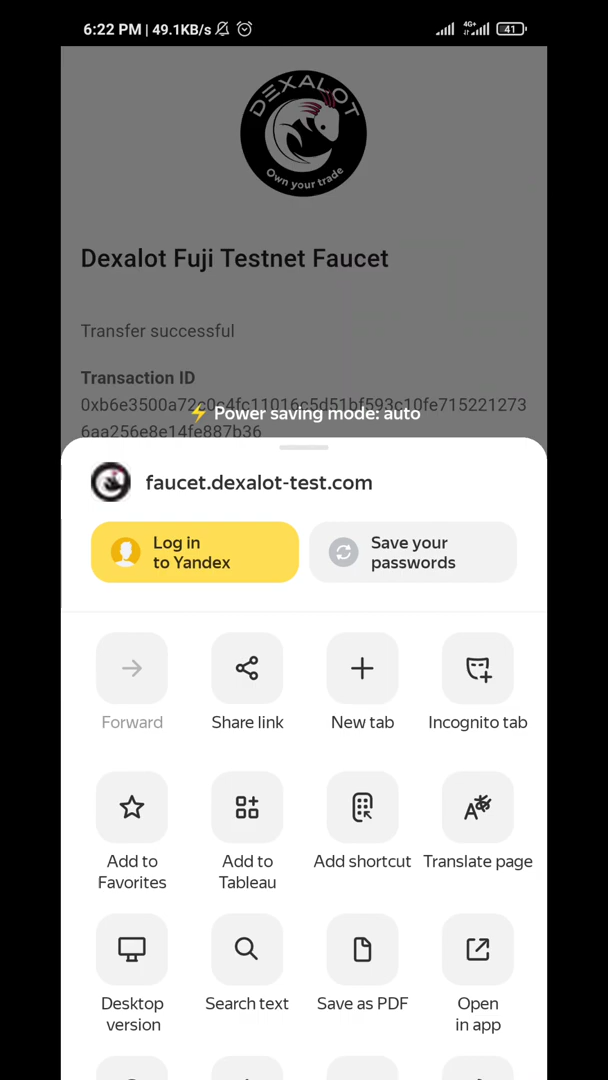 6:22 PM | 49.1KB/s
4G+
41
DEXALOT
Own your trade
Dexalot Fuji Testnet Faucet
Transfer successful
Transaction ID
0xb6e3500a72c0c4fc11016c5d51bf593c10fe715221273
6aa256e8e14fe887b36
Power saving mode: auto
faucet.dexalot-test.com
Log in
to Yandex
Save your
passwords
Forward
Share link
New tab
Incognito tab
Add to
Favorites
Add to
Tableau
Add shortcut
Translate page
Desktop
version
Search text
Save as PDF
Open
in app